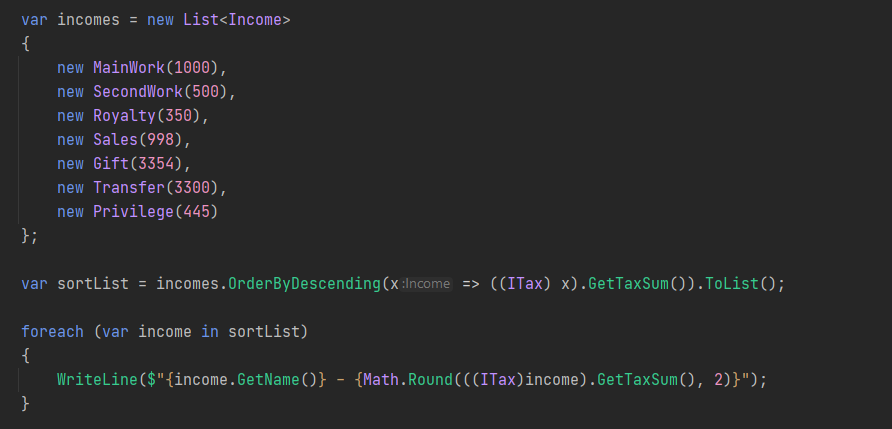 var incomes = new List<Income>
{
    new MainWork(1000),
    new SecondWork(500),
    new Royalty(350),
    new Sales(998),
    new Gift(3354),
    new Transfer(3300),
    new Privilege(445)
};

var sortList = incomes.OrderByDescending(x :Income => ((ITax) x).GetTaxSum()).ToList();

foreach (var income in sortList)
{
    WriteLine($"{income.GetName()} - {Math.Round(((ITax)income).GetTaxSum(), 2)}");
}